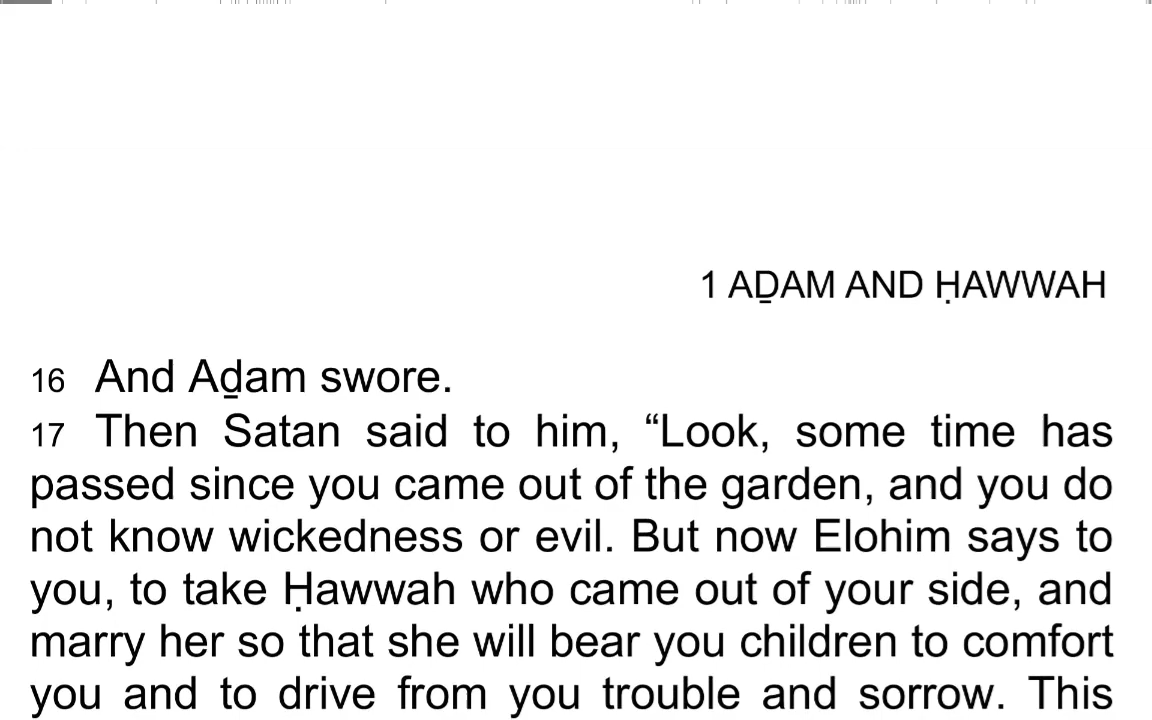 1 AḎAM AND ḤAWWAH
16 And Aḏam swore.
17 Then Satan said to him, “Look, some time has
passed since you came out of the garden, and you do
not know wickedness or evil. But now Elohim says to
you, to take Ḥawwah who came out of your side, and
marry her so that she will bear you children to comfort
you and to drive from you trouble and sorrow. This